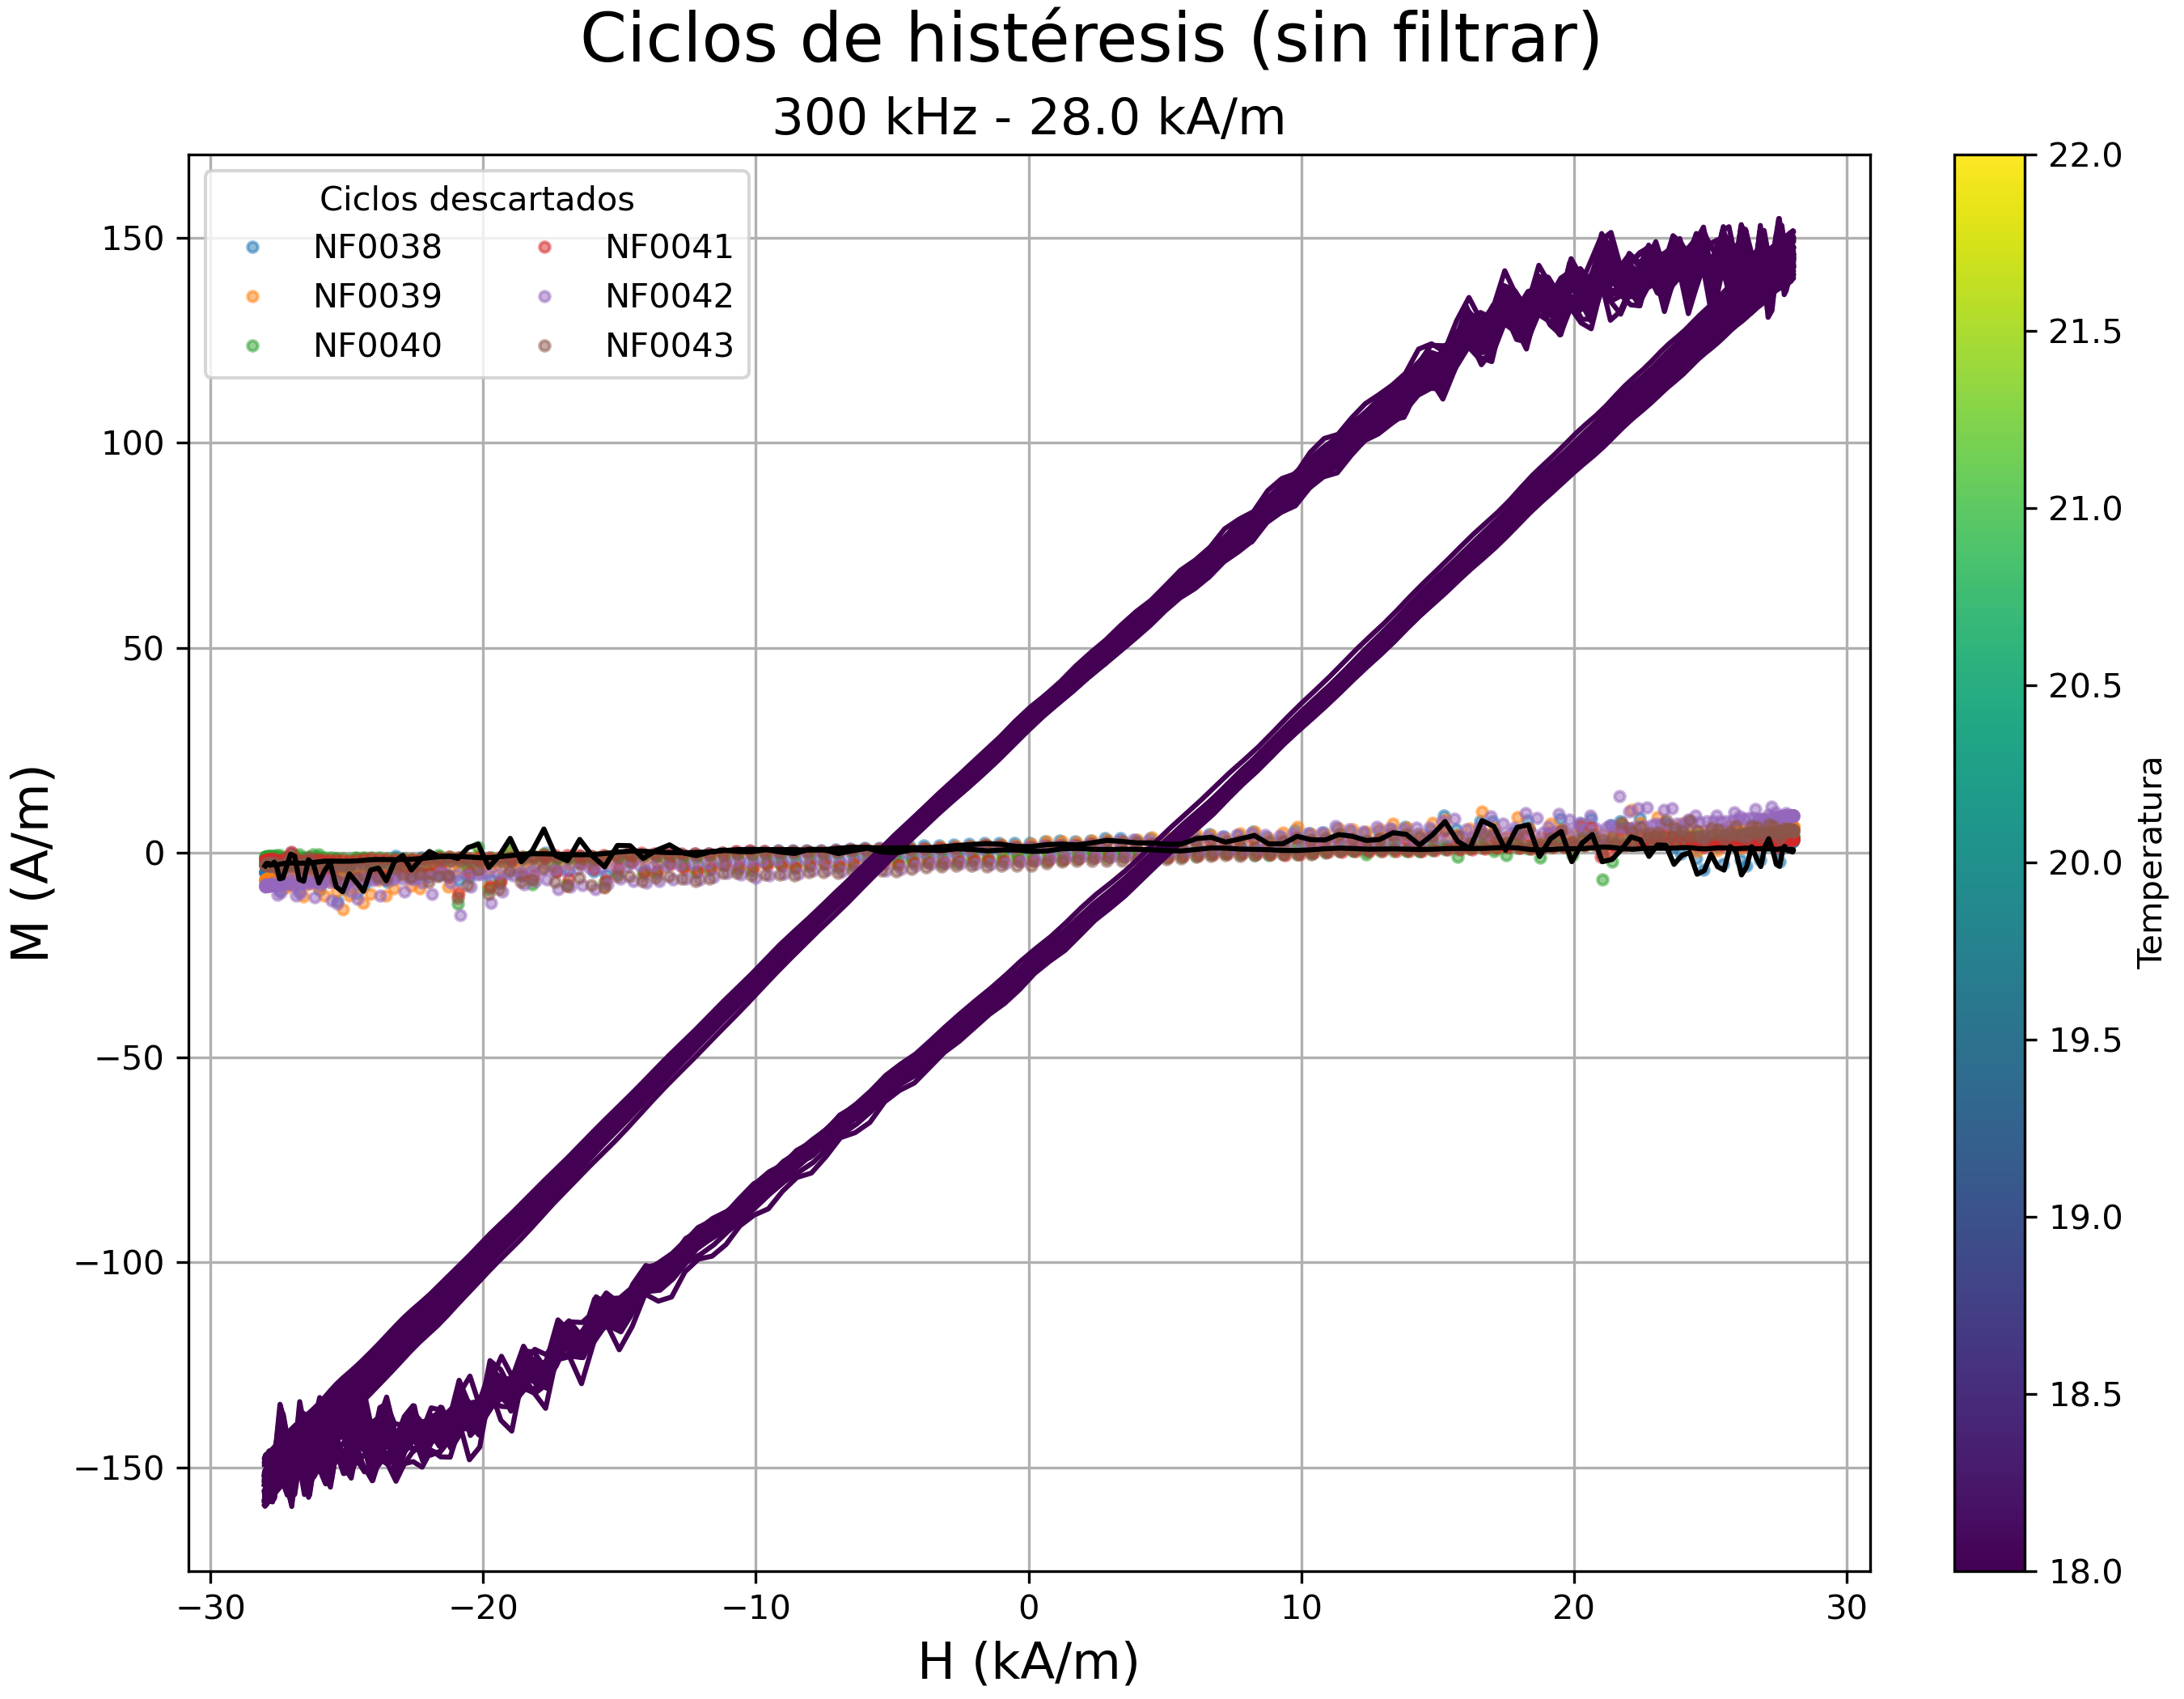 Ciclos de histéresis (sin filtrar)
300 kHz - 28.0 kA/m
Ciclos descartados
NF0038
NF0039
NF0040
NF0041
NF0042
NF0043
150
100
50
0
−50
−100
−150
M (A/m)
−30 −20 −10 0 10 20 30
H (kA/m)
22.0
21.5
21.0
20.5
20.0
19.5
19.0
18.5
18.0
Temperatura